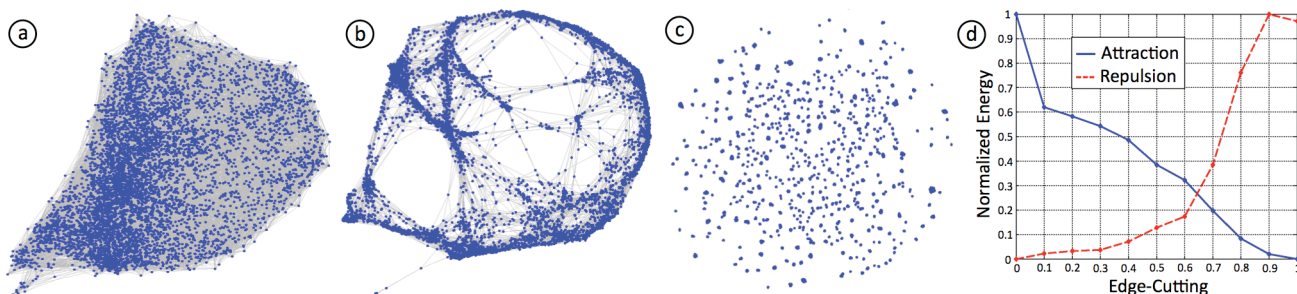 a
b
c
d
1
0.9
0.8
0.7
0.6
0.5
0.4
0.3
0.2
0.1
0
Normalized Energy
Attraction
Repulsion
0 0.1 0.2 0.3 0.4 0.5 0.6 0.7 0.8 0.9 1
Edge-Cutting